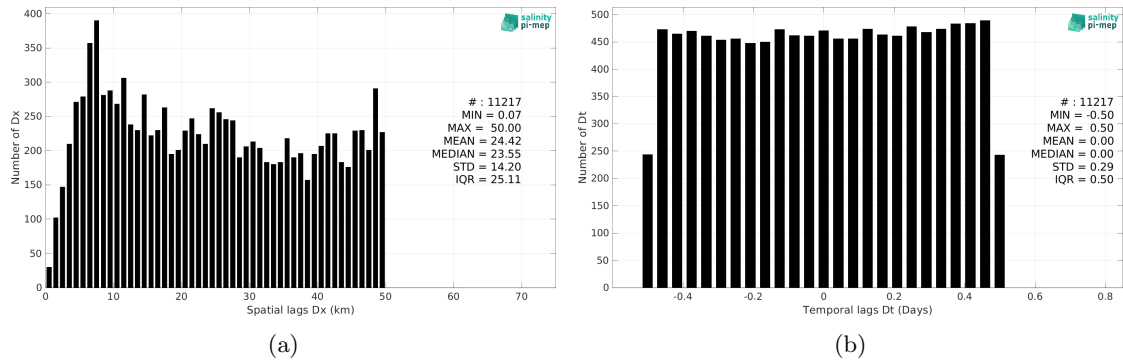 400
350
300
250
200
150
100
50
0
Number of Dx
0 10 20 30 40 50 60 70
Spatial lags Dx (km)
salinity
pi-mep
# : 11217
MIN = 0.07
MAX = 50.00
MEAN = 24.42
MEDIAN = 23.55
STD = 14.20
IQR = 25.11
(a)
500
450
400
350
300
250
200
150
100
50
0
Number of Dt
-0.4 -0.2 0 0.2 0.4 0.6 0.8
Temporal lags Dt (Days)
salinity
pi-mep
# : 11217
MIN = -0.50
MAX = 0.50
MEAN = 0.00
MEDIAN = 0.00
STD = 0.29
IQR = 0.50
(b)